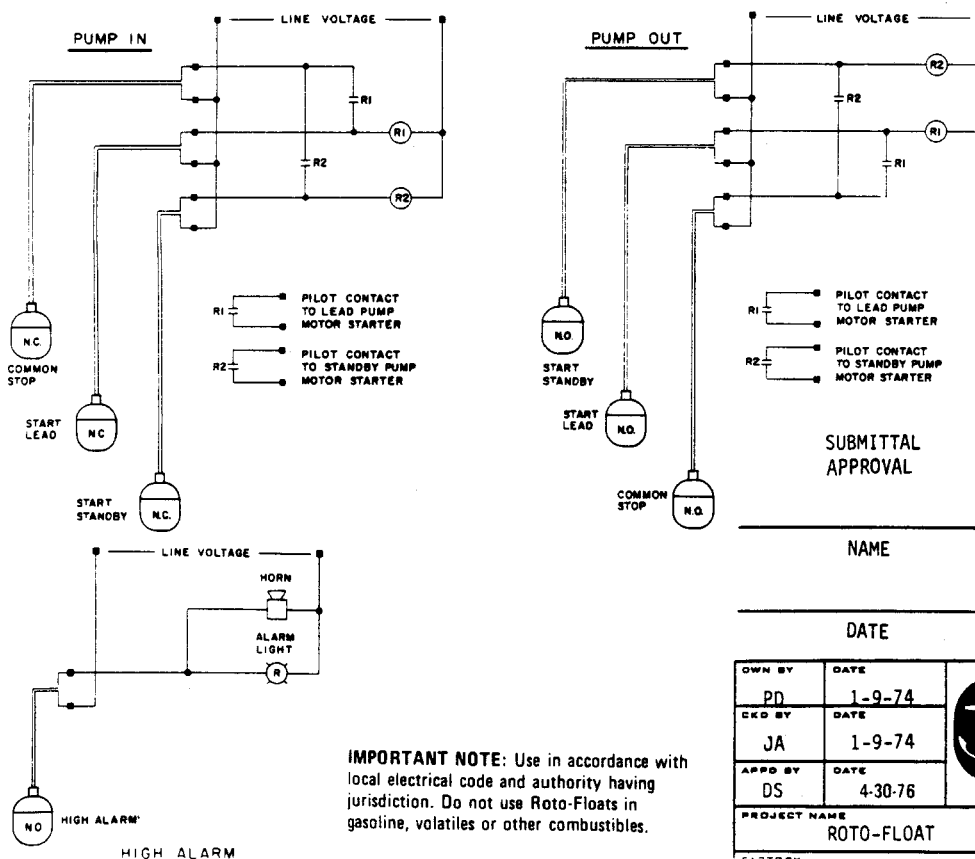 PUMP IN
LINE VOLTAGE
R1
R1
R2
R2
R1
PILOT CONTACT
TO LEAD PUMP
MOTOR STARTER
R2
PILOT CONTACT
TO STANDBY PUMP
MOTOR STARTER
N.C.
COMMON
STOP
START
LEAD
N.C
START
STANDBY
N.C.
PUMP OUT
LINE VOLTAGE
R2
R2
R1
R1
R1
PILOT CONTACT
TO LEAD PUMP
MOTOR STARTER
R2
PILOT CONTACT
TO STANDBY PUMP
MOTOR STARTER
N.O.
START
STANDBY
START
LEAD
N.O.
COMMON
STOP
N.O.
SUBMITTAL
APPROVAL
NAME
DATE
LINE VOLTAGE
HORN
ALARM
LIGHT
R
N O
HIGH ALARM
HIGH ALARM
IMPORTANT NOTE: Use in accordance with
local electrical code and authority having
jurisdiction. Do not use Roto-Floats in
gasoline, volatiles or other combustibles.
DWN BY DATE
PD 1-9-74
CKD BY DATE
JA 1-9-74
APPD BY DATE
DS 4-30-76
PROJECT NAME
ROTO-FLOAT